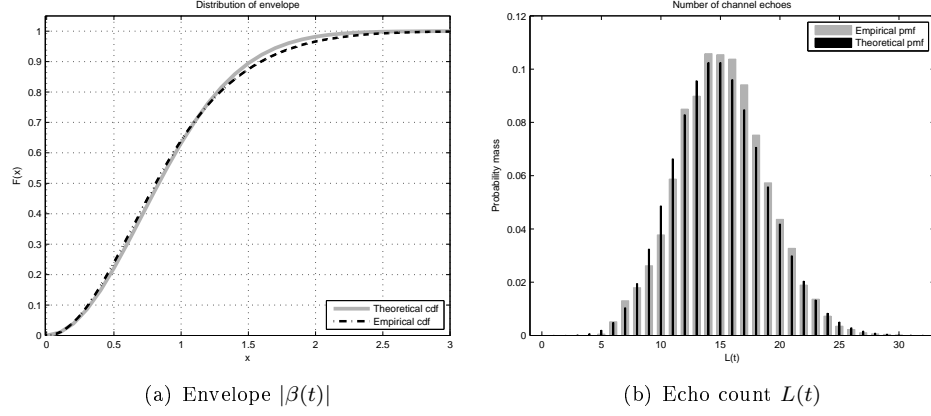 Distribution of envelope
1
0.9
0.8
0.7
0.6
0.5
0.4
0.3
0.2
0.1
0
F(x)
0 0.5 1 1.5 2 2.5 3
x
Theoretical cdf
Empirical cdf
(a) Envelope |β(t)|
Number of channel echoes
0.12
0.1
0.08
0.06
0.04
0.02
0
Probability mass
0 5 10 15 20 25 30
L(t)
Empirical pmf
Theoretical pmf
(b) Echo count L(t)